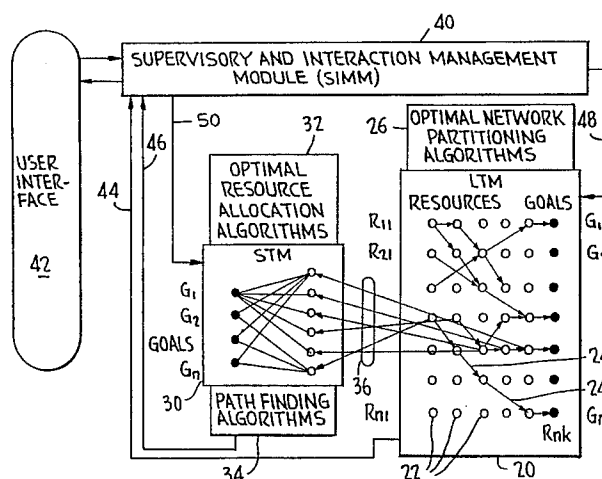 40
SUPERVISORY AND INTERACTION MANAGEMENT
MODULE (SIMM)
50
46
44
32
26
48
USER
INTER-
FACE
42
OPTIMAL
RESOURCE
ALLOCATION
ALGORITHMS
OPTIMAL NETWORK
PARTITIONING
ALGORITHMS
LTM
RESOURCES GOALS
STM
R11
R21
G1
G2
GOALS
Gn
30
36
24
24
Rn1
Rnk
PATH FINDING
ALGORITHMS
34
22
20